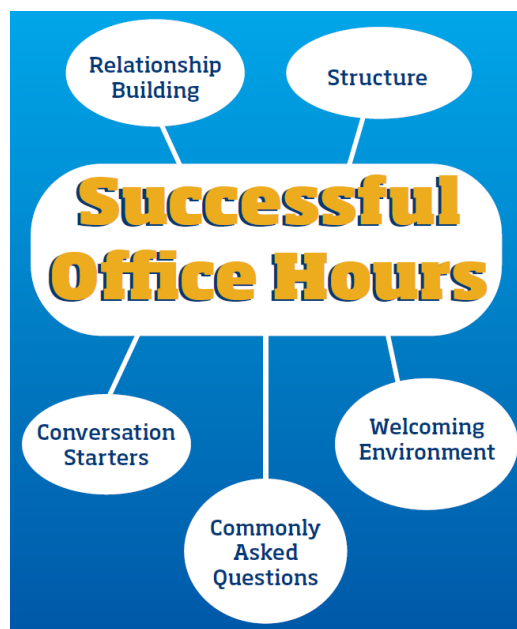 Relationship
Building
Structure
Successful
Office Hours
Conversation
Starters
Welcoming
Environment
Commonly
Asked
Questions